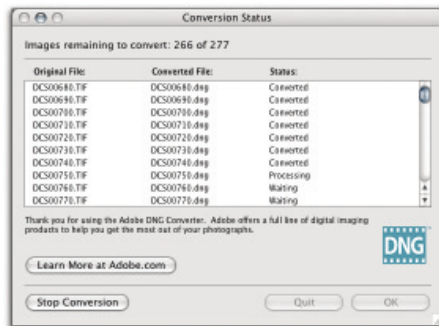 Conversion Status
Images remaining to convert: 266 of 277
Original File: Converted File: Status:
DCS00680.TIF DCS00680.dng Converted
DCS00690.TIF DCS00690.dng Converted
DCS00700.TIF DCS00700.dng Converted
DCS00710.TIF DCS00710.dng Converted
DCS00720.TIF DCS00720.dng Converted
DCS00730.TIF DCS00730.dng Converted
DCS00740.TIF DCS00740.dng Converted
DCS00750.TIF DCS00750.dng Processing
DCS00760.TIF DCS00760.dng Waiting
DCS00770.TIF DCS00770.dng Waiting
Thank you for using the Adobe DNG Converter. Adobe offers a full line of digital imaging
products to help you get the most out of your photographs.
DNG
Learn More at Adobe.com
Stop Conversion Quit OK